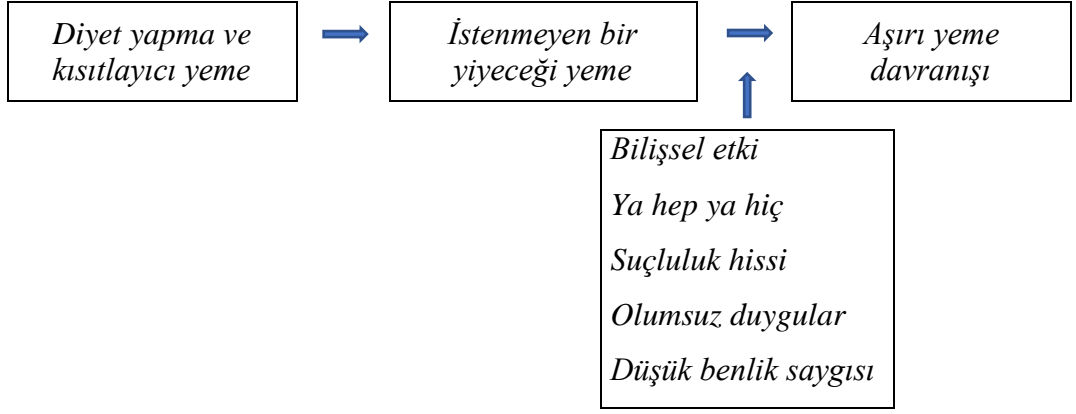 Diyet yapma ve
kısıtlayıcı yeme
İstenmeyen bir
yiyeceği yeme
Aşırı yeme
davranışı
Bilişsel etki
Ya hep ya hiç
Suçluluk hissi
Olumsuz duygular
Düşük benlik saygısı